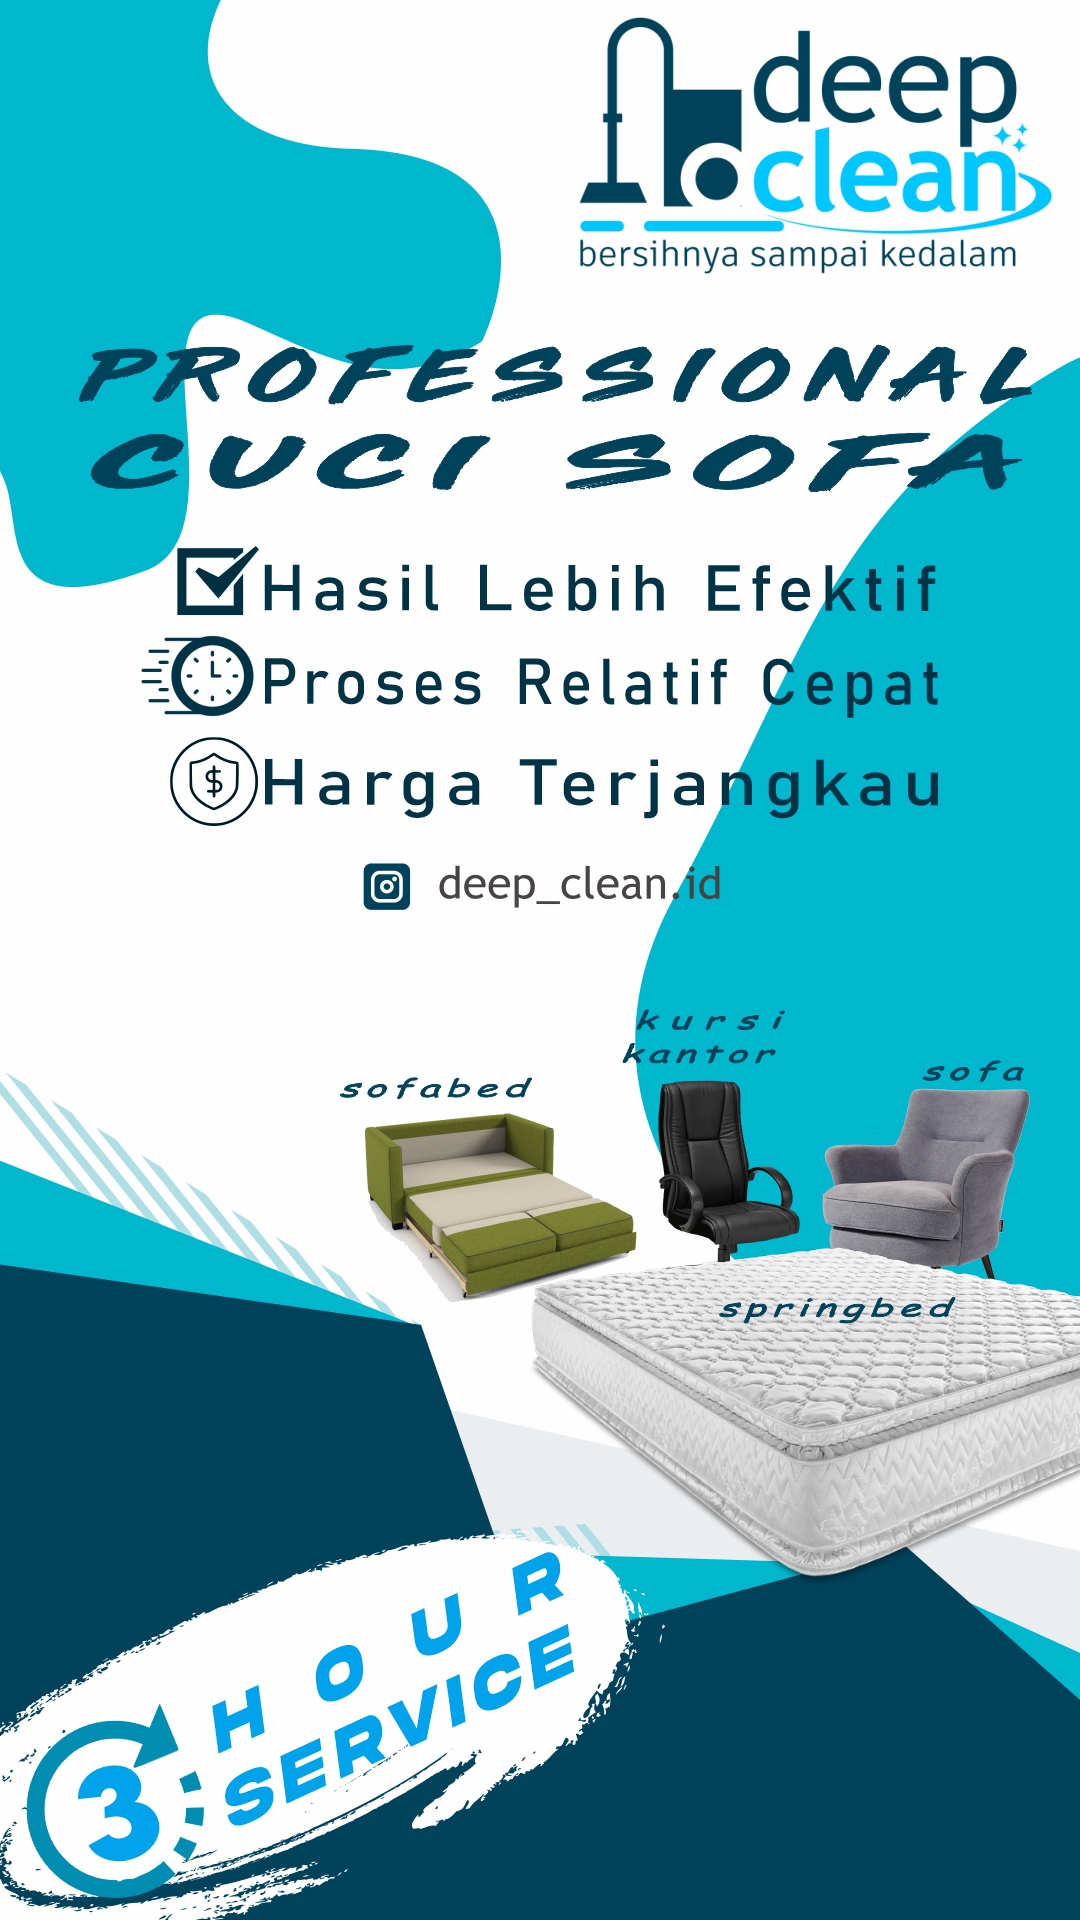 deep
clean
bersihnya sampai kedalam
PROFESSIONAL
CUCI SOFA
Hasil Lebih Efektif
Proses Relatif Cepat
Harga Terjangkau
deep_clean.id
kursi
kantor
sofa
sofabed
springbed
HOUR
3 SERVICE